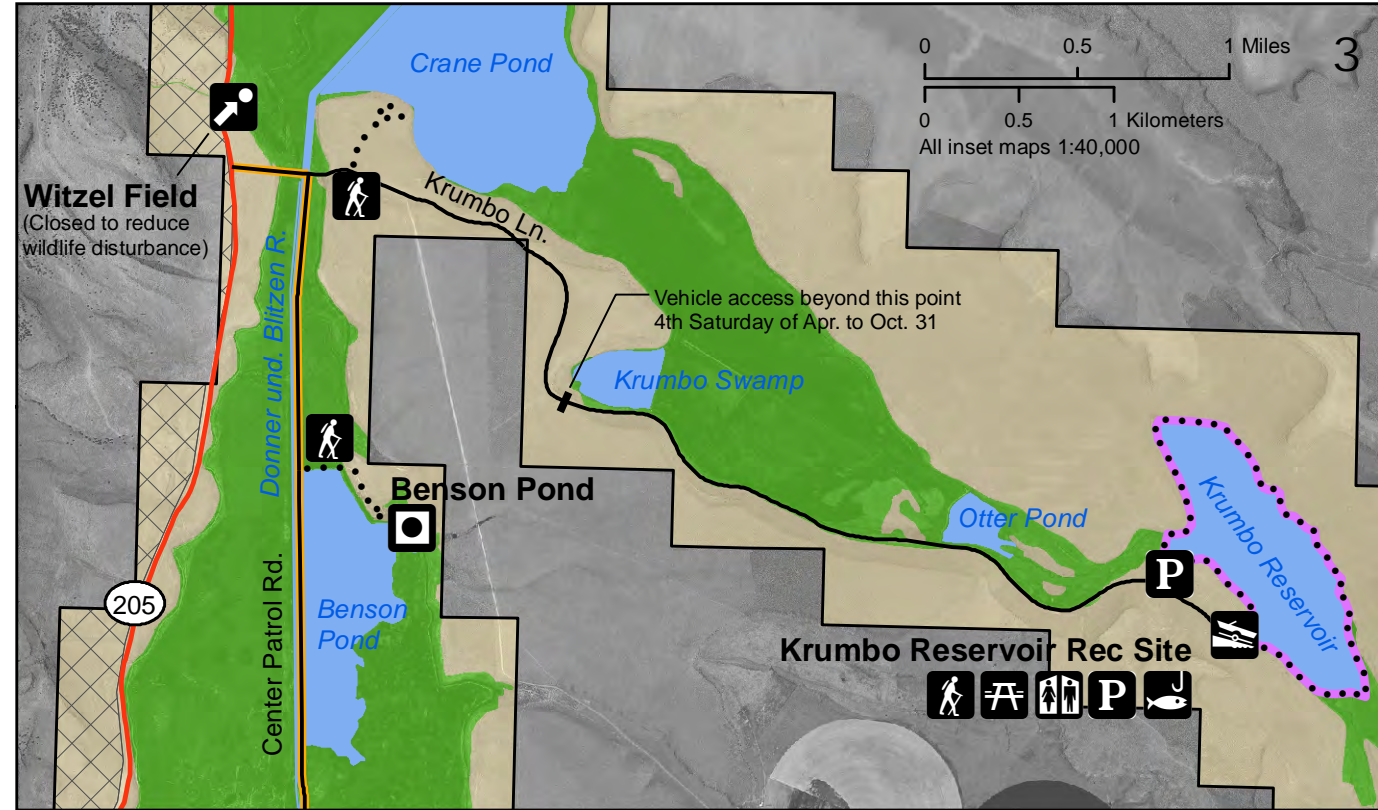 Crane Pond
0 0.5 1 Miles
3
0 0.5 1 Kilometers
All inset maps 1:40,000
Witzel Field
(Closed to reduce
wildlife disturbance)
Krumbo Ln.
Donner und. Blitzen R.
Vehicle access beyond this point
4th Saturday of Apr. to Oct. 31
Krumbo Swamp
Benson Pond
Otter Pond
Krumbo Reservoir
P
205
Center Patrol Rd.
Benson
Pond
Krumbo Reservoir Rec Site
P